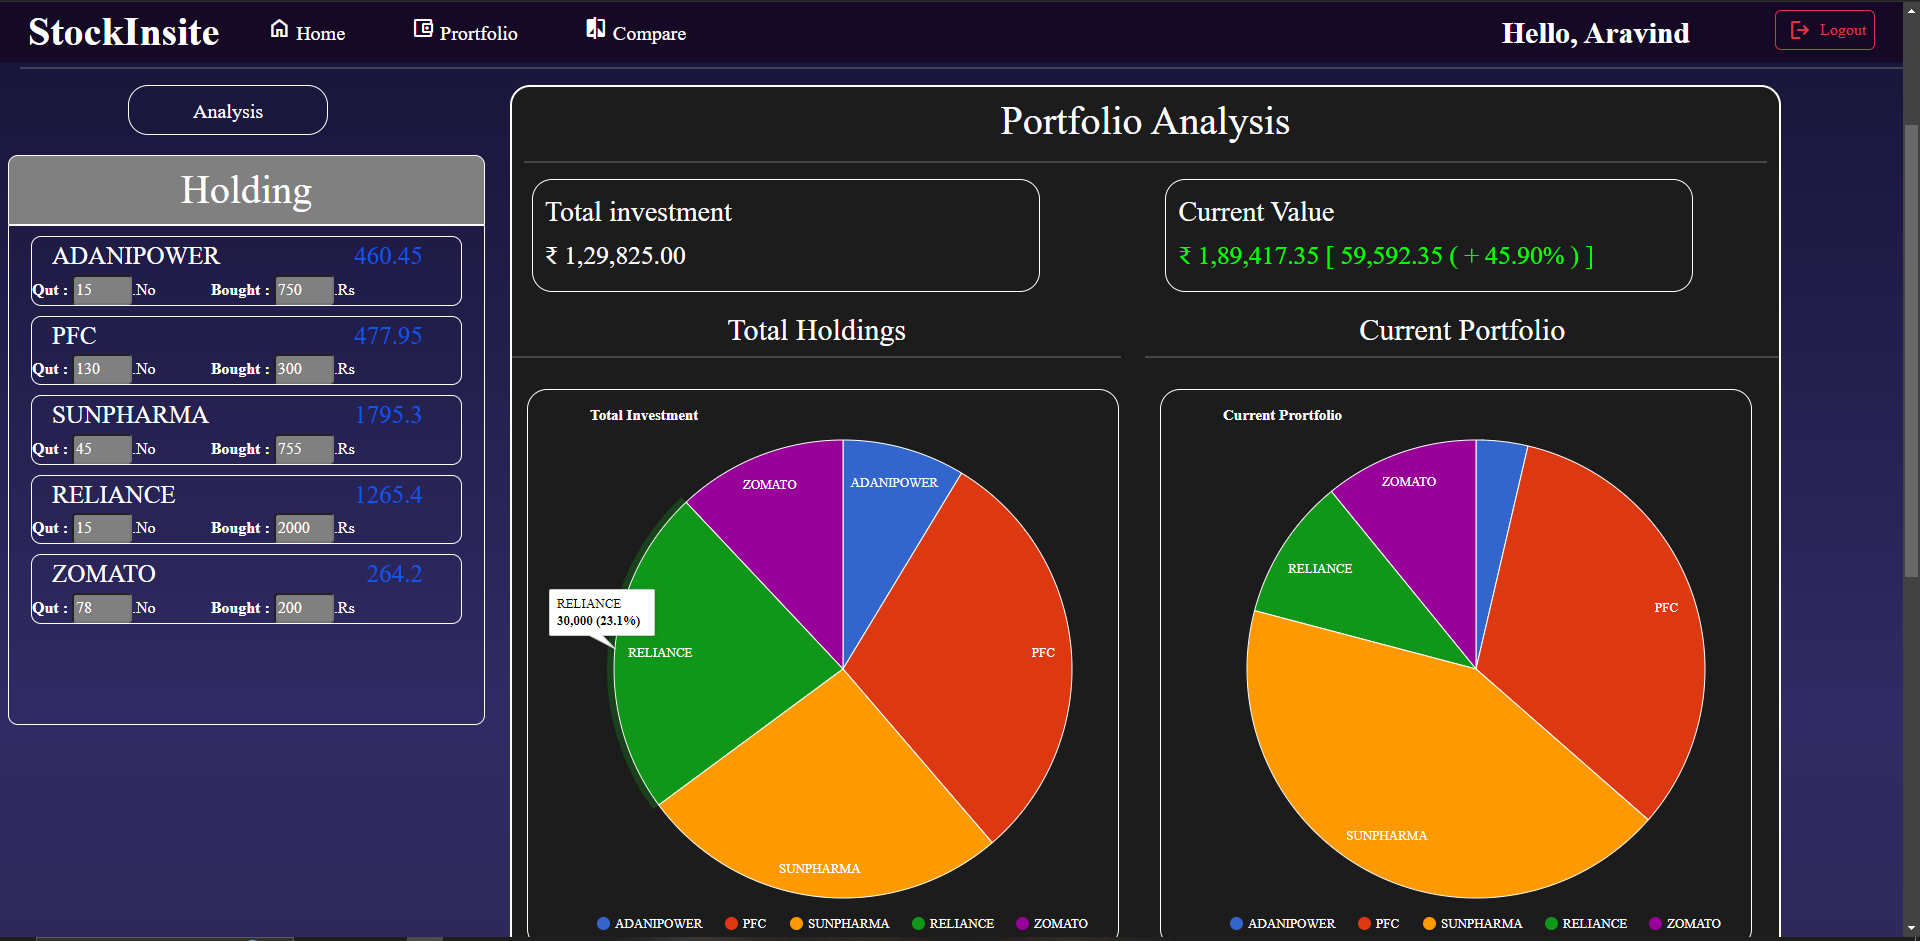 StockInsite
Home
Prortfolio
Compare
Hello, Aravind
Logout
Analysis
Holding
ADANIPOWER 460.45
Qut : 15 .No Bought : 750 .Rs
PFC 477.95
Qut : 130 .No Bought : 300 .Rs
SUNPHARMA 1795.3
Qut : 45 .No Bought : 755 .Rs
RELIANCE 1265.4
Qut : 15 .No Bought : 2000 .Rs
ZOMATO 264.2
Qut : 78 .No Bought : 200 .Rs
Portfolio Analysis
Total investment
₹ 1,29,825.00
Current Value
₹ 1,89,417.35 [ 59,592.35 ( + 45.90% ) ]
Total Holdings
Total Investment
ZOMATO
ADANIPOWER
RELIANCE
30,000 (23.1%)
RELIANCE
PFC
SUNPHARMA
ADANIPOWER PFC SUNPHARMA RELIANCE ZOMATO
Current Portfolio
Current Prortfolio
ZOMATO
RELIANCE
PFC
SUNPHARMA
ADANIPOWER PFC SUNPHARMA RELIANCE ZOMATO